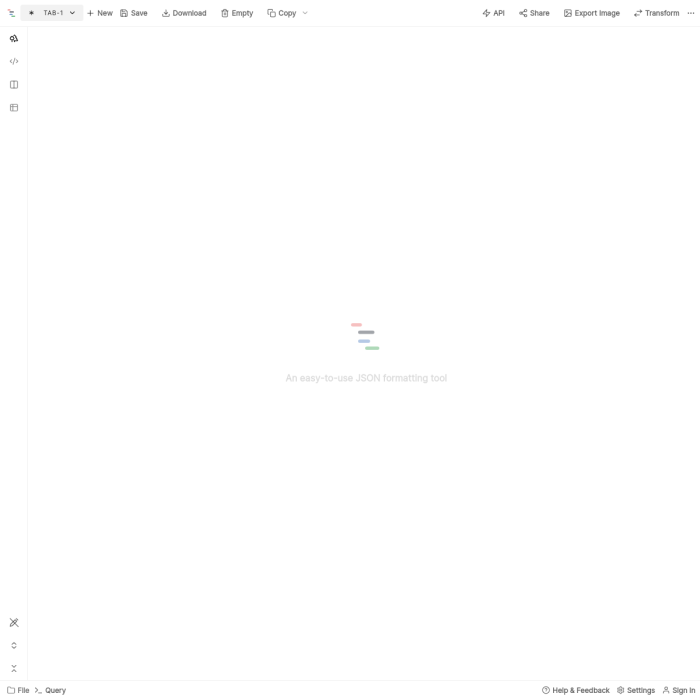 TAB-1 New Save Download Empty Copy API Share Export Image Transform
An easy-to-use JSON formatting tool
File Query Help & Feedback Settings Sign in